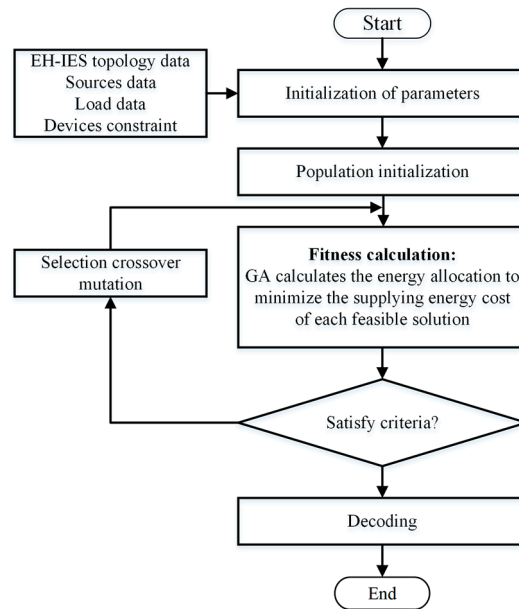 Start
EH-IES topology data
Sources data
Load data
Devices constraint
Initialization of parameters
Population initialization
Selection crossover
mutation
Fitness calculation:
GA calculates the energy allocation to
minimize the supplying energy cost
of each feasible solution
Satisfy criteria?
Decoding
End